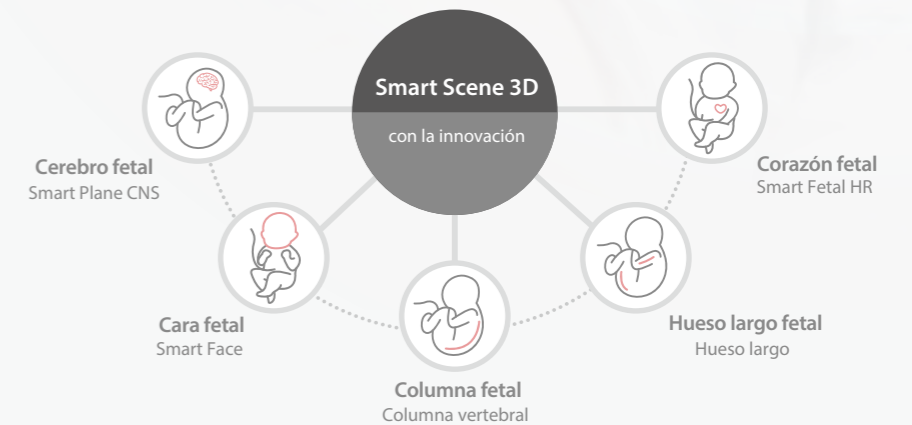 Smart Scene 3D
con la innovación
Cerebro fetal
Smart Plane CNS
Corazón fetal
Smart Fetal HR
Cara fetal
Smart Face
Hueso largo fetal
Hueso largo
Columna fetal
Columna vertebral